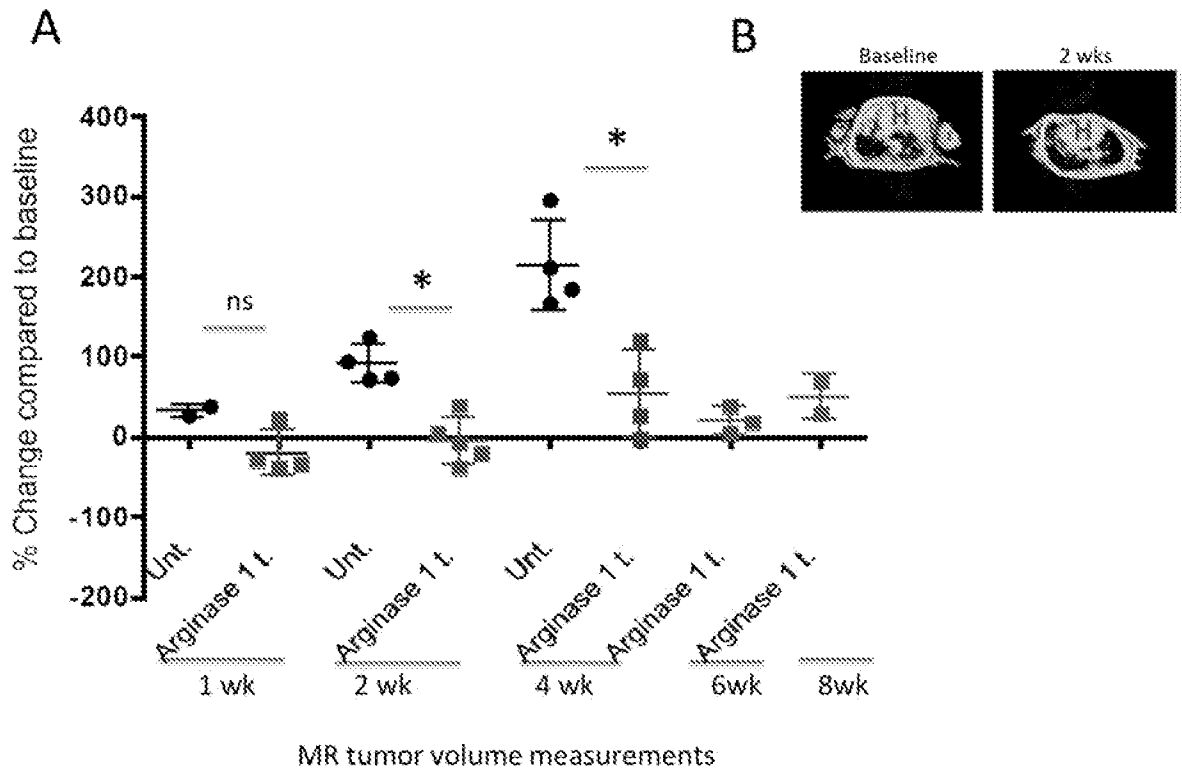 A
B
Baseline 2 wks
% Change compared to baseline
400
300
200
100
0
-100
-200
ns
*
*
Unt.
Arginase 1 t.
Unt.
Arginase 1 t.
Unt.
Arginase 1 t.
Arginase 1 t.
Arginase 1 t.
1 wk 2 wk 4 wk 6wk 8wk
MR tumor volume measurements